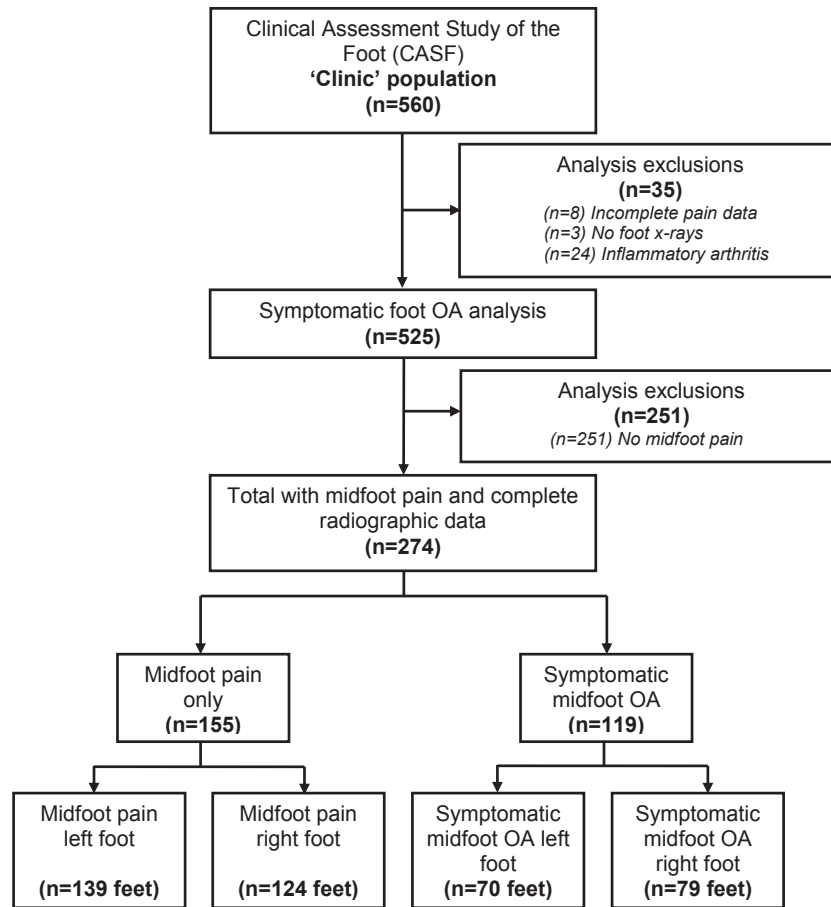 Clinical Assessment Study of the
Foot (CASF)
‘Clinic’ population
(n=560)
Analysis exclusions
(n=35)
(n=8) Incomplete pain data
(n=3) No foot x-rays
(n=24) Inflammatory arthritis
Symptomatic foot OA analysis
(n=525)
Analysis exclusions
(n=251)
(n=251) No midfoot pain
Total with midfoot pain and complete
radiographic data
(n=274)
Midfoot pain
only
(n=155)
Symptomatic
midfoot OA
(n=119)
Midfoot pain
left foot
(n=139 feet)
Midfoot pain
right foot
(n=124 feet)
Symptomatic
midfoot OA left
foot
(n=70 feet)
Symptomatic
midfoot OA
right foot
(n=79 feet)